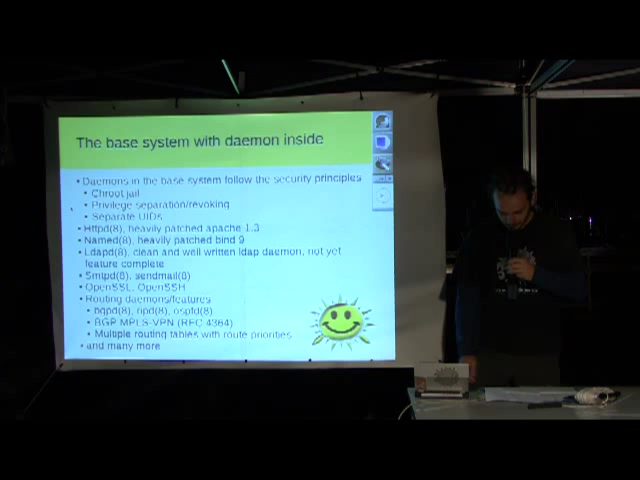 The base system with daemon inside
• Daemons in the base system follow the security principles
• Chroot jail
• Privilege separation/revoking
• Separate UIDs
• Httpd(8), heavily patched apache 1.3
• Named(8), heavily patched bind 9
• Ldapd(8), clean and well written ldap daemon, not yet
feature complete
• Smtpd(8), sendmail(8)
• OpenSSL, OpenSSH
• Routing daemons/features
• bgpd(8), ripd(8), ospfd(8)
• BGP MPLS-VPN (RFC 4364)
• Multiple routing tables with route priorities
• and many more